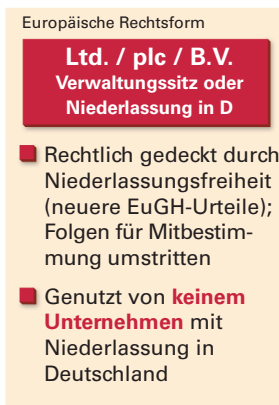 Europäische Rechtsform
Ltd. / plc / B.V.
Verwaltungssitz oder
Niederlassung in D
Rechtlich gedeckt durch
Niederlassungsfreiheit
(neuere EuGH-Urteile);
Folgen für Mitbestim-
mung umstritten
Genutzt von keinem
Unternehmen mit
Niederlassung in
Deutschland